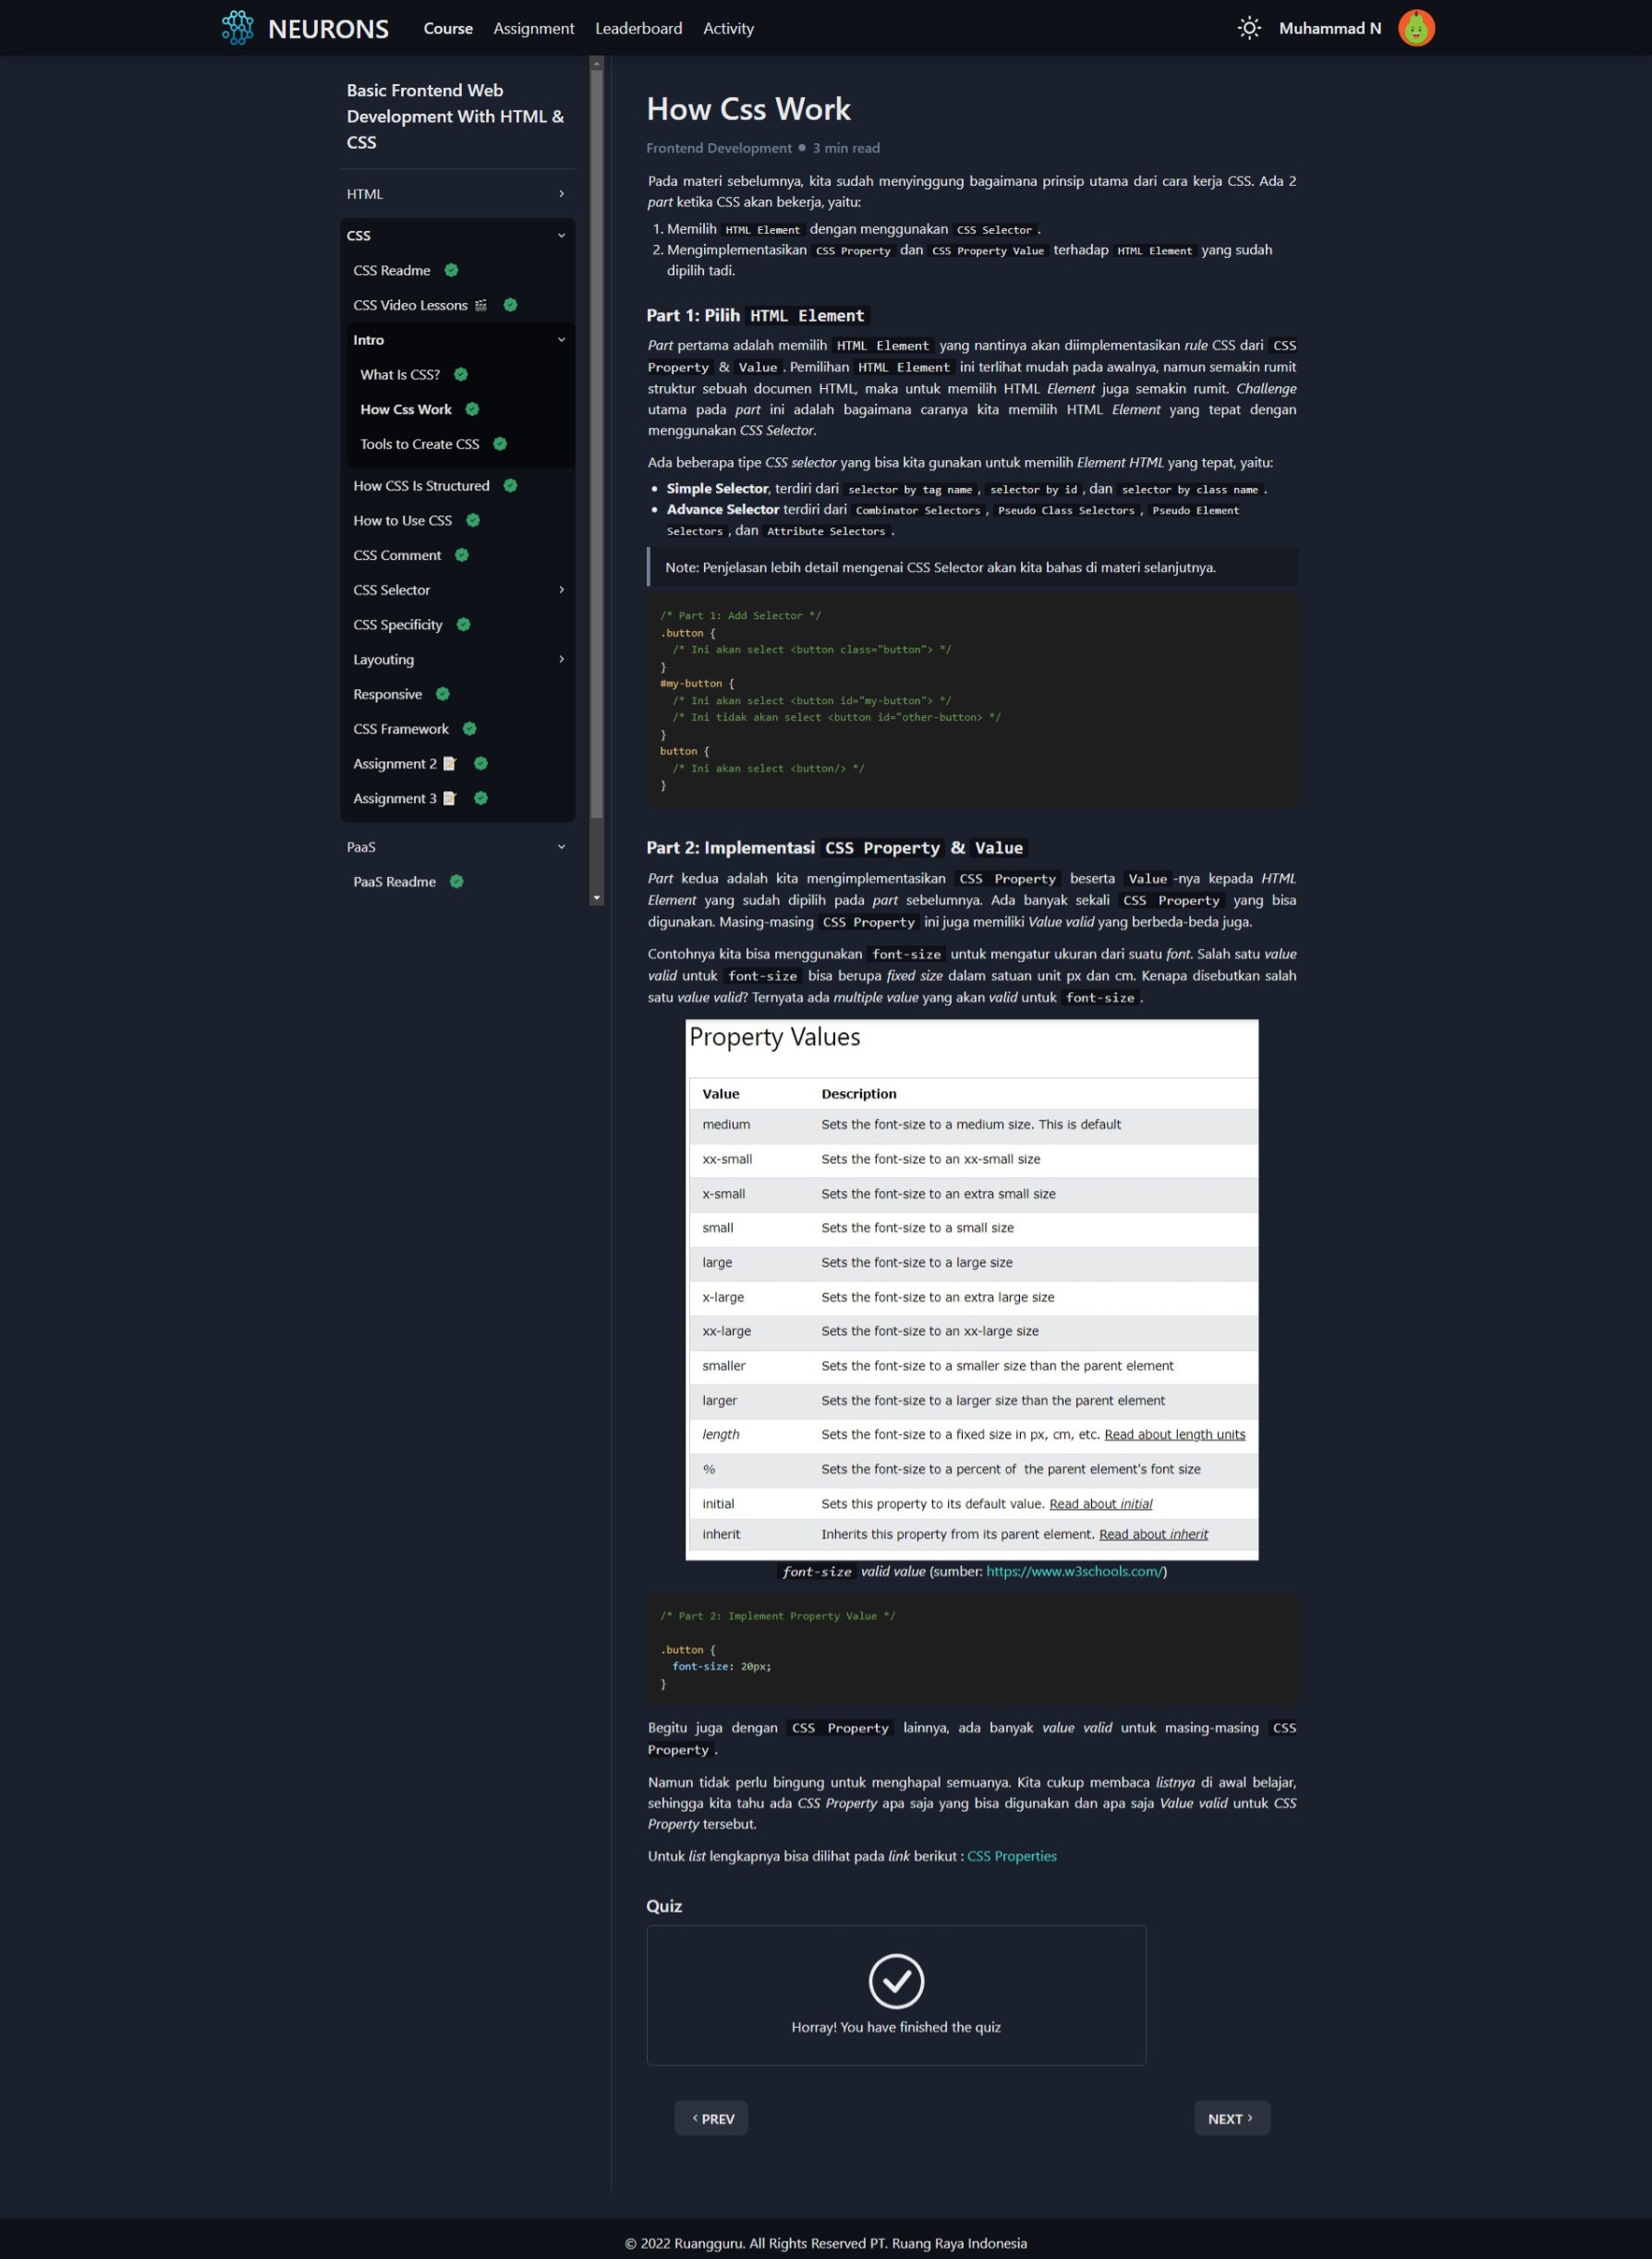 NEURONS
Course
Assignment
Leaderboard
Activity
Muhammad N
Basic Frontend Web
Development With HTML &
CSS
HTML
CSS
CSS Readme
CSS Video Lessons 🎬
Intro
What Is CSS?
How Css Work
Tools to Create CSS
How CSS Is Structured
How to Use CSS
CSS Comment
CSS Selector
CSS Specificity
Layouting
Responsive
CSS Framework
Assignment 2 📝
Assignment 3 📝
PaaS
PaaS Readme
How Css Work
Frontend Development ● 3 min read
Pada materi sebelumnya, kita sudah menyinggung bagaimana prinsip utama dari cara kerja CSS. Ada 2
part ketika CSS akan bekerja, yaitu:
1. Memilih HTML Element dengan menggunakan CSS Selector .
2. Mengimplementasikan CSS Property dan CSS Property Value terhadap HTML Element yang sudah
dipilih tadi.
Part 1: Pilih HTML Element
Part pertama adalah memilih HTML Element yang nantinya akan diimplementasikan rule CSS dari CSS
Property & Value . Pemilihan HTML Element ini terlihat mudah pada awalnya, namun semakin rumit
struktur sebuah documen HTML, maka untuk memilih HTML Element juga semakin rumit. Challenge
utama pada part ini adalah bagaimana caranya kita memilih HTML Element yang tepat dengan
menggunakan CSS Selector.
Ada beberapa tipe CSS selector yang bisa kita gunakan untuk memilih Element HTML yang tepat, yaitu:
• Simple Selector, terdiri dari selector by tag name , selector by id , dan selector by class name .
• Advance Selector terdiri dari Combinator Selectors , Pseudo Class Selectors , Pseudo Element
Selectors , dan Attribute Selectors .
Note: Penjelasan lebih detail mengenai CSS Selector akan kita bahas di materi selanjutnya.
/* Part 1: Add Selector */
.button {
/* Ini akan select <button class="button"> */
}
#my-button {
/* Ini akan select <button id="my-button"> */
/* Ini tidak akan select <button id="other-button> */
}
button {
/* Ini akan select <button/> */
}
Part 2: Implementasi CSS Property & Value
Part kedua adalah kita mengimplementasikan CSS Property beserta Value -nya kepada HTML
Element yang sudah dipilih pada part sebelumnya. Ada banyak sekali CSS Property yang bisa
digunakan. Masing-masing CSS Property ini juga memiliki Value valid yang berbeda-beda juga.
Contohnya kita bisa menggunakan font-size untuk mengatur ukuran dari suatu font. Salah satu value
valid untuk font-size bisa berupa fixed size dalam satuan unit px dan cm. Kenapa disebutkan salah
satu value valid? Ternyata ada multiple value yang akan valid untuk font-size .
Property Values
Value Description
medium Sets the font-size to a medium size. This is default
xx-small Sets the font-size to an xx-small size
x-small Sets the font-size to an extra small size
small Sets the font-size to a small size
large Sets the font-size to a large size
x-large Sets the font-size to an extra large size
xx-large Sets the font-size to an xx-large size
smaller Sets the font-size to a smaller size than the parent element
larger Sets the font-size to a larger size than the parent element
length Sets the font-size to a fixed size in px, cm, etc. Read about length units
% Sets the font-size to a percent of the parent element's font size
initial Sets this property to its default value. Read about initial
inherit Inherits this property from its parent element. Read about inherit
font-size valid value (sumber: https://www.w3schools.com/)
/* Part 2: Implement Property Value */
.button {
font-size: 20px;
}
Begitu juga dengan CSS Property lainnya, ada banyak value valid untuk masing-masing CSS
Property .
Namun tidak perlu bingung untuk menghapal semuanya. Kita cukup membaca listnya di awal belajar,
sehingga kita tahu ada CSS Property apa saja yang bisa digunakan dan apa saja Value valid untuk CSS
Property tersebut.
Untuk list lengkapnya bisa dilihat pada link berikut : CSS Properties
Quiz
Horray! You have finished the quiz
‹ PREV
NEXT ›
© 2022 Ruangguru. All Rights Reserved PT. Ruang Raya Indonesia